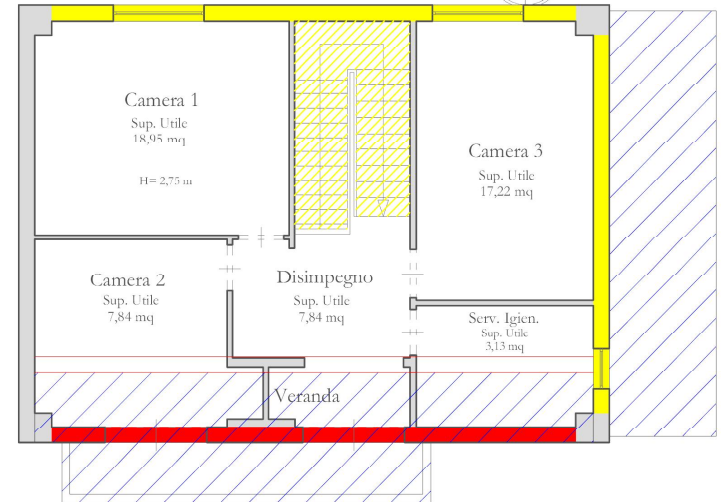 Camera 1
Sup. Utile
18,95 mq
H= 2,75 m
Camera 3
Sup. Utile
17,22 mq
Camera 2
Sup. Utile
7,84 mq
Disimpegno
Sup. Utile
7,84 mq
Serv. Igien.
Sup. Utile
3,13 mq
Veranda